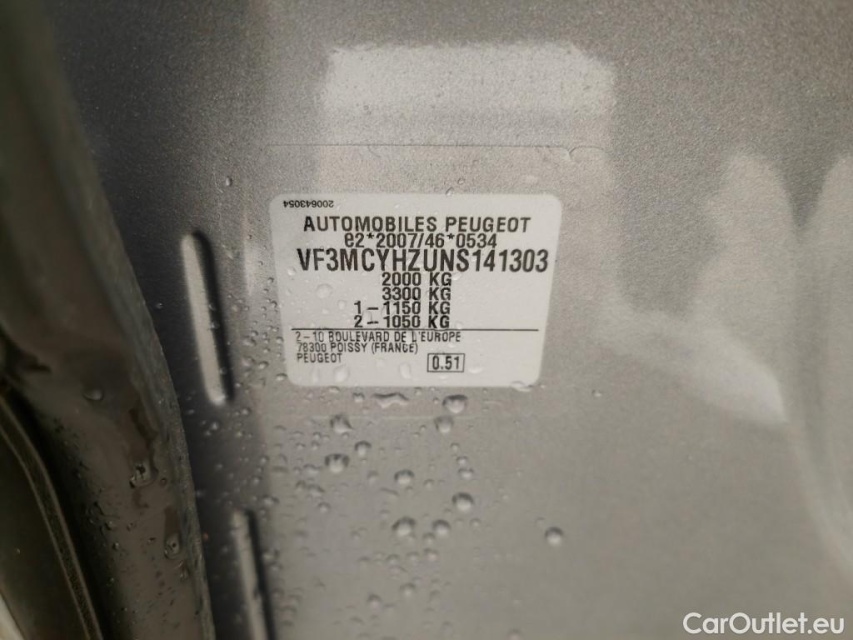 200643054
AUTOMOBILES PEUGEOT
e2*2007/46*0534
VF3MCYHZUNS141303
2000 KG
3300 KG
1-1150 KG
2-1050 KG
2-10 BOULEVARD DE L'EUROPE
78300 POISSY (FRANCE)
PEUGEOT
0.51
CarOutlet.eu